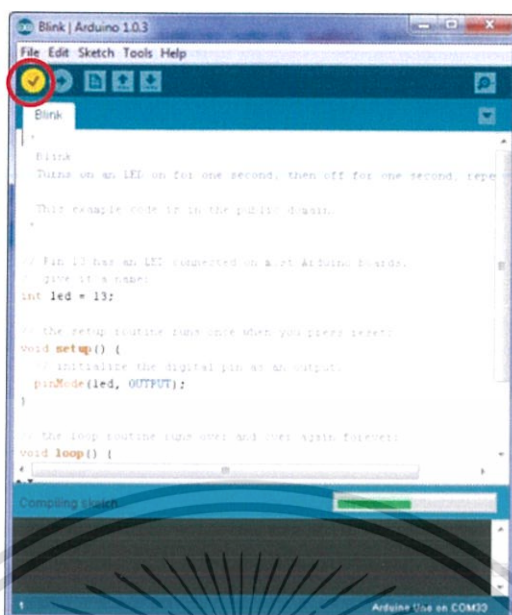 Blink | Arduino 1.0.3
File Edit Sketch Tools Help
Blink
/*
Blink
Turns on an LED on for one second, then off for one second, repe
This example code is in the public domain.
*/
// Pin 13 has an LED connected on most Arduino boards.
// give it a name:
int led = 13;
// the setup routine runs once when you press reset:
void setup() {
// initialize the digital pin as an output.
pinMode(led, OUTPUT);
}
// the loop routine runs over and over again forever:
void loop() {
Compiling sketch
1
Arduino Uno on COM30